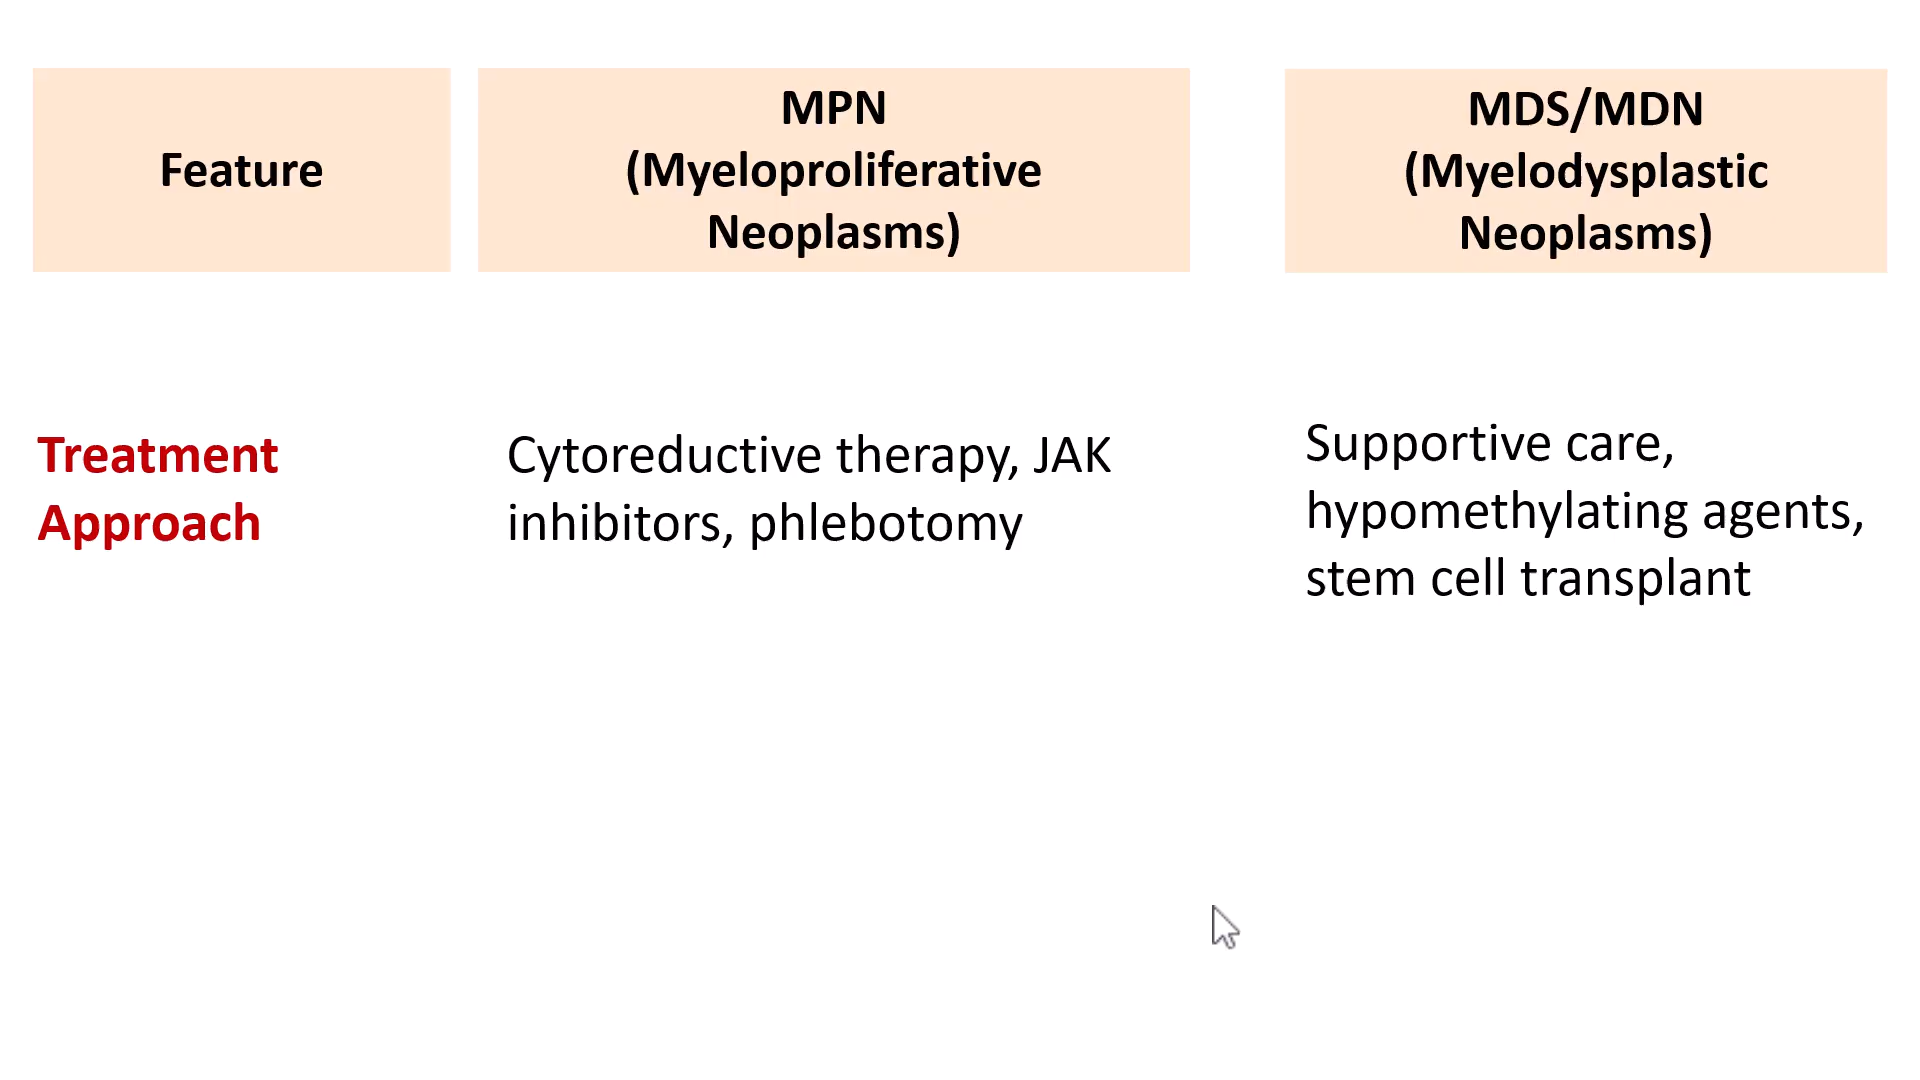 Feature
MPN
(Myeloproliferative
Neoplasms)
MDS/MDN
(Myelodysplastic
Neoplasms)
Treatment
Approach
Cytoreductive therapy, JAK
inhibitors, phlebotomy
Supportive care,
hypomethylating agents,
stem cell transplant